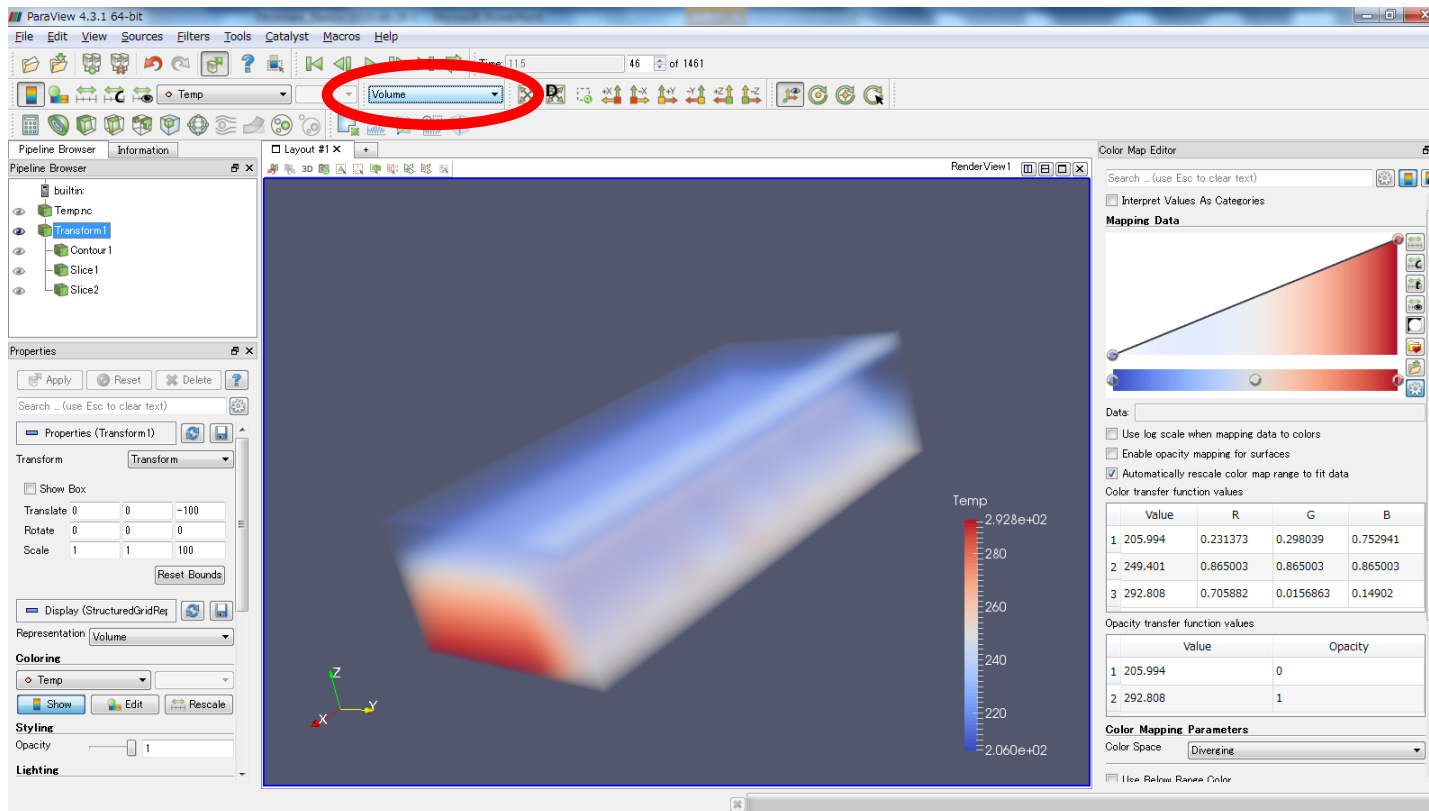 ParaView 4.3.1 64-bit
File Edit View Sources Filters Tools Catalyst Macros Help
Time: 11.5 46 of 1461
Temp Volume
Pipeline Browser Information
Layout #1
Pipeline Browser
3D
RenderView1
builtin:
Temp.nc
Transform1
Contour1
Slice1
Slice2
Properties
Apply Reset Delete
Search ... (use Esc to clear text)
Properties (Transform1)
Transform Transform
Show Box
Translate 0 0 -100
Rotate 0 0 0
Scale 1 1 100
Reset Bounds
Display (StructuredGridRep
Representation Volume
Coloring
Temp
Show Edit Rescale
Styling
Opacity 1
Lighting
Z
Y
X
Temp
2.928e+02
280
260
240
220
2.060e+02
Color Map Editor
Search ... (use Esc to clear text)
Interpret Values As Categories
Mapping Data
Data:
Use log scale when mapping data to colors
Enable opacity mapping for surfaces
Automatically rescale color map range to fit data
Color transfer function values
Value R G B
1 205.994 0.231373 0.298039 0.752941
2 249.401 0.865003 0.865003 0.865003
3 292.808 0.705882 0.0156863 0.14902
Opacity transfer function values
Value Opacity
1 205.994 0
2 292.808 1
Color Mapping Parameters
Color Space Diverging
Use Below Range Color